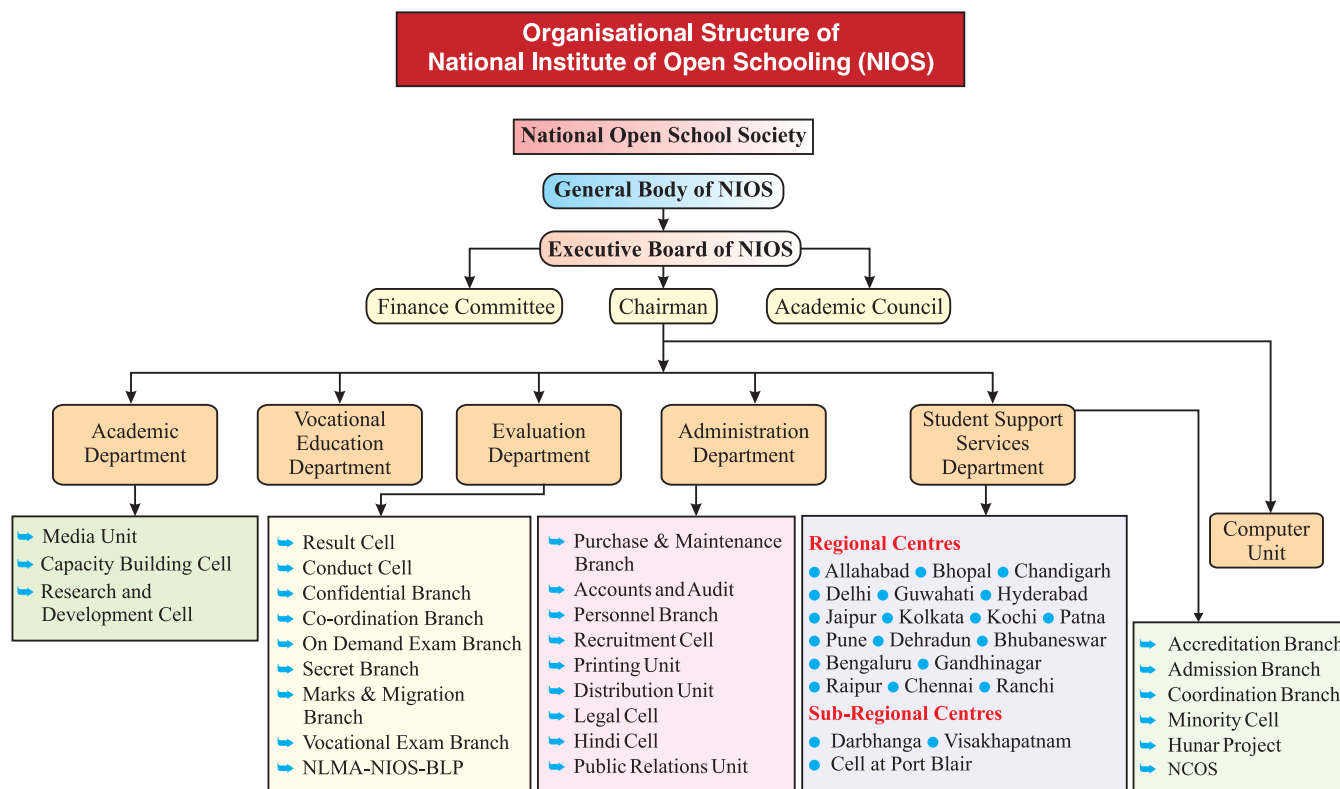 Organisational Structure of
National Institute of Open Schooling (NIOS)
National Open School Society
General Body of NIOS
Executive Board of NIOS
Finance Committee
Chairman
Academic Council
Academic
Department
Vocational
Education
Department
Evaluation
Department
Administration
Department
Student Support
Services
Department
Computer
Unit
Media Unit
Capacity Building Cell
Research and
Development Cell
Result Cell
Conduct Cell
Confidential Branch
Co-ordination Branch
On Demand Exam Branch
Secret Branch
Marks & Migration
Branch
Vocational Exam Branch
NLMA-NIOS-BLP
Purchase & Maintenance
Branch
Accounts and Audit
Personnel Branch
Recruitment Cell
Printing Unit
Distribution Unit
Legal Cell
Hindi Cell
Public Relations Unit
Regional Centres
● Allahabad ● Bhopal ● Chandigarh
● Delhi ● Guwahati ● Hyderabad
● Jaipur ● Kolkata ● Kochi ● Patna
● Pune ● Dehradun ● Bhubaneswar
● Bengaluru ● Gandhinagar
● Raipur ● Chennai ● Ranchi
Sub-Regional Centres
● Darbhanga ● Visakhapatnam
● Cell at Port Blair
Accreditation Branch
Admission Branch
Coordination Branch
Minority Cell
Hunar Project
NCOS